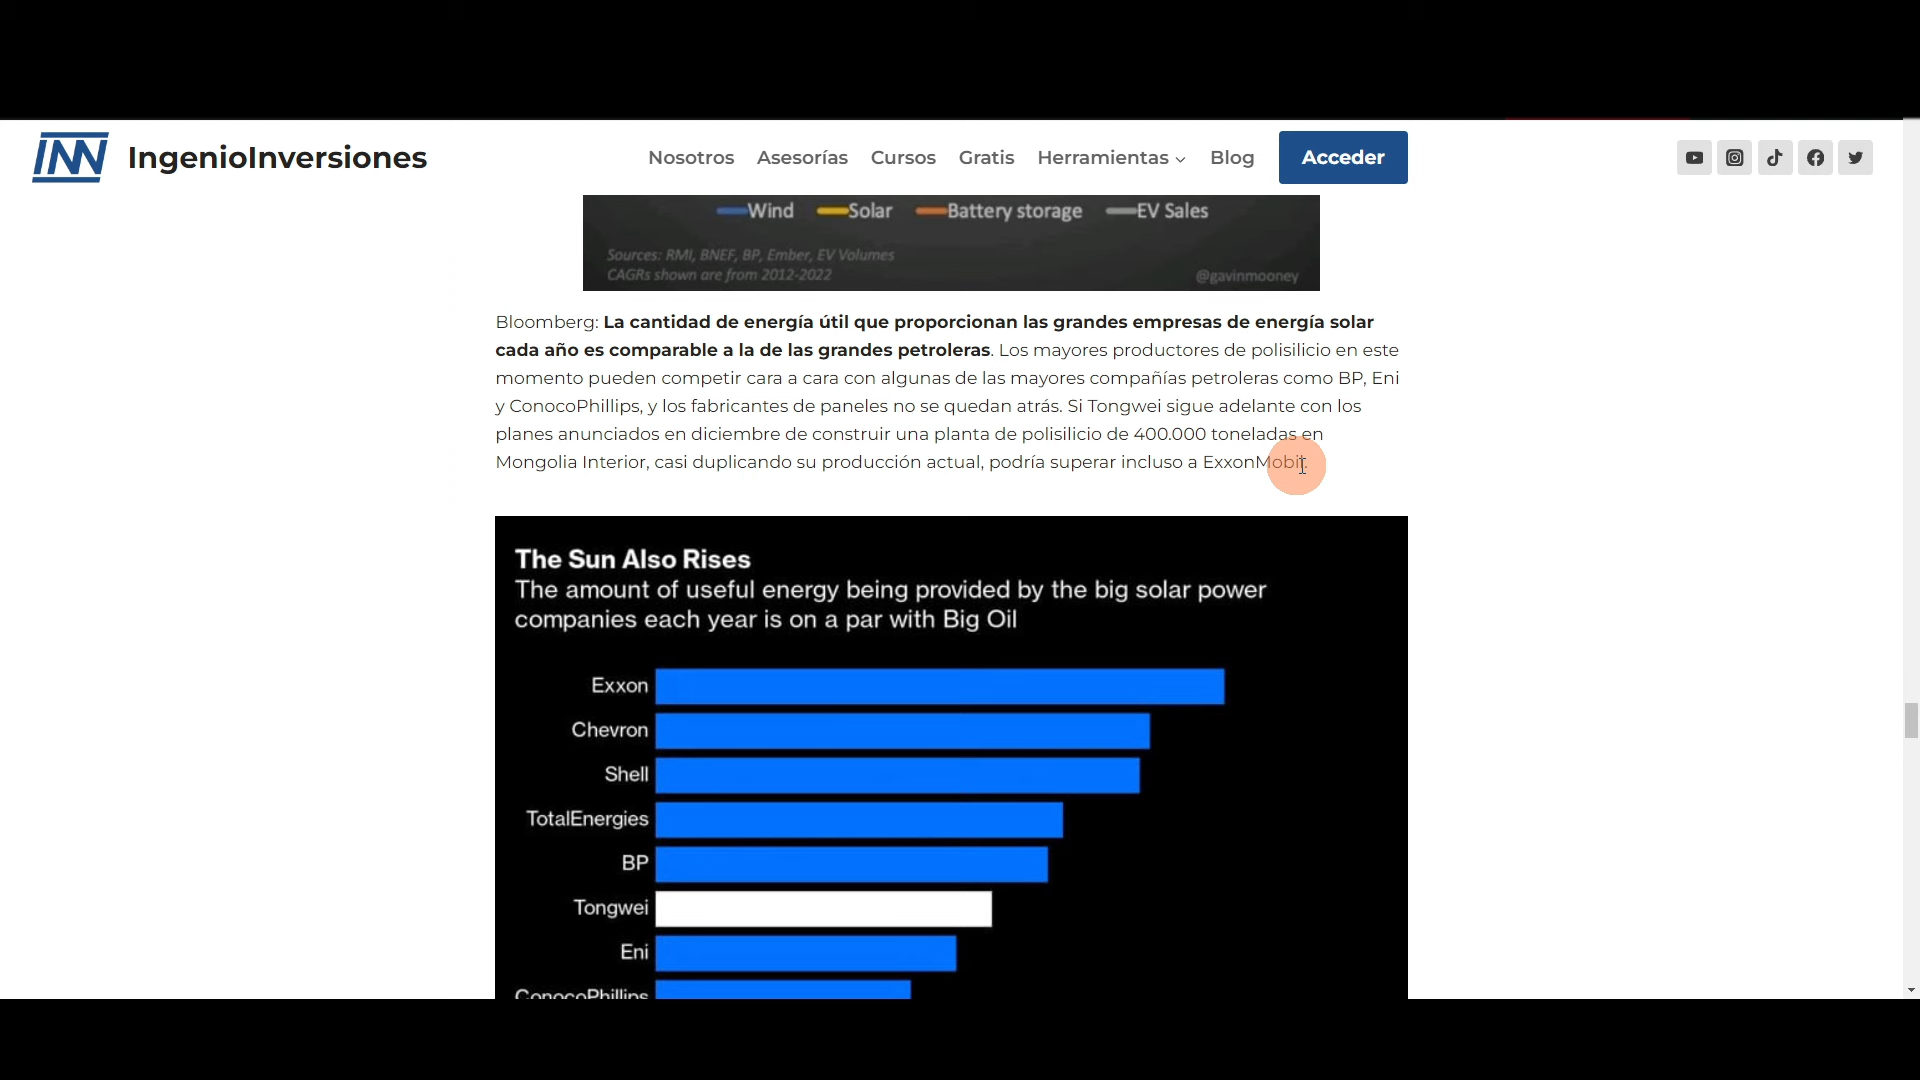 INN IngenioInversiones
Nosotros Asesorías Cursos Gratis Herramientas Blog Acceder
Wind Solar Battery storage EV Sales
Sources: RMI, BNEF, BP, Ember, EV Volumes
CAGRs shown are from 2012-2022 @gavinmooney
Bloomberg: La cantidad de energía útil que proporcionan las grandes empresas de energía solar
cada año es comparable a la de las grandes petroleras. Los mayores productores de polisilicio en este
momento pueden competir cara a cara con algunas de las mayores compañías petroleras como BP, Eni
y ConocoPhillips, y los fabricantes de paneles no se quedan atrás. Si Tongwei sigue adelante con los
planes anunciados en diciembre de construir una planta de polisilicio de 400.000 toneladas en
Mongolia Interior, casi duplicando su producción actual, podría superar incluso a ExxonMobil.
The Sun Also Rises
The amount of useful energy being provided by the big solar power
companies each year is on a par with Big Oil
Exxon
Chevron
Shell
TotalEnergies
BP
Tongwei
Eni
ConocoPhillips